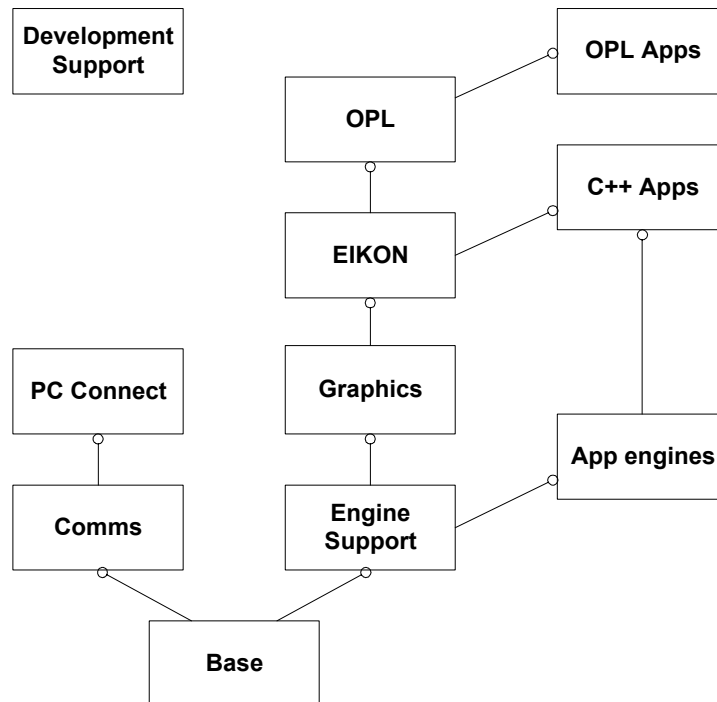 Development
Support
OPL Apps
OPL
C++ Apps
EIKON
PC Connect
Graphics
App engines
Comms
Engine
Support
Base